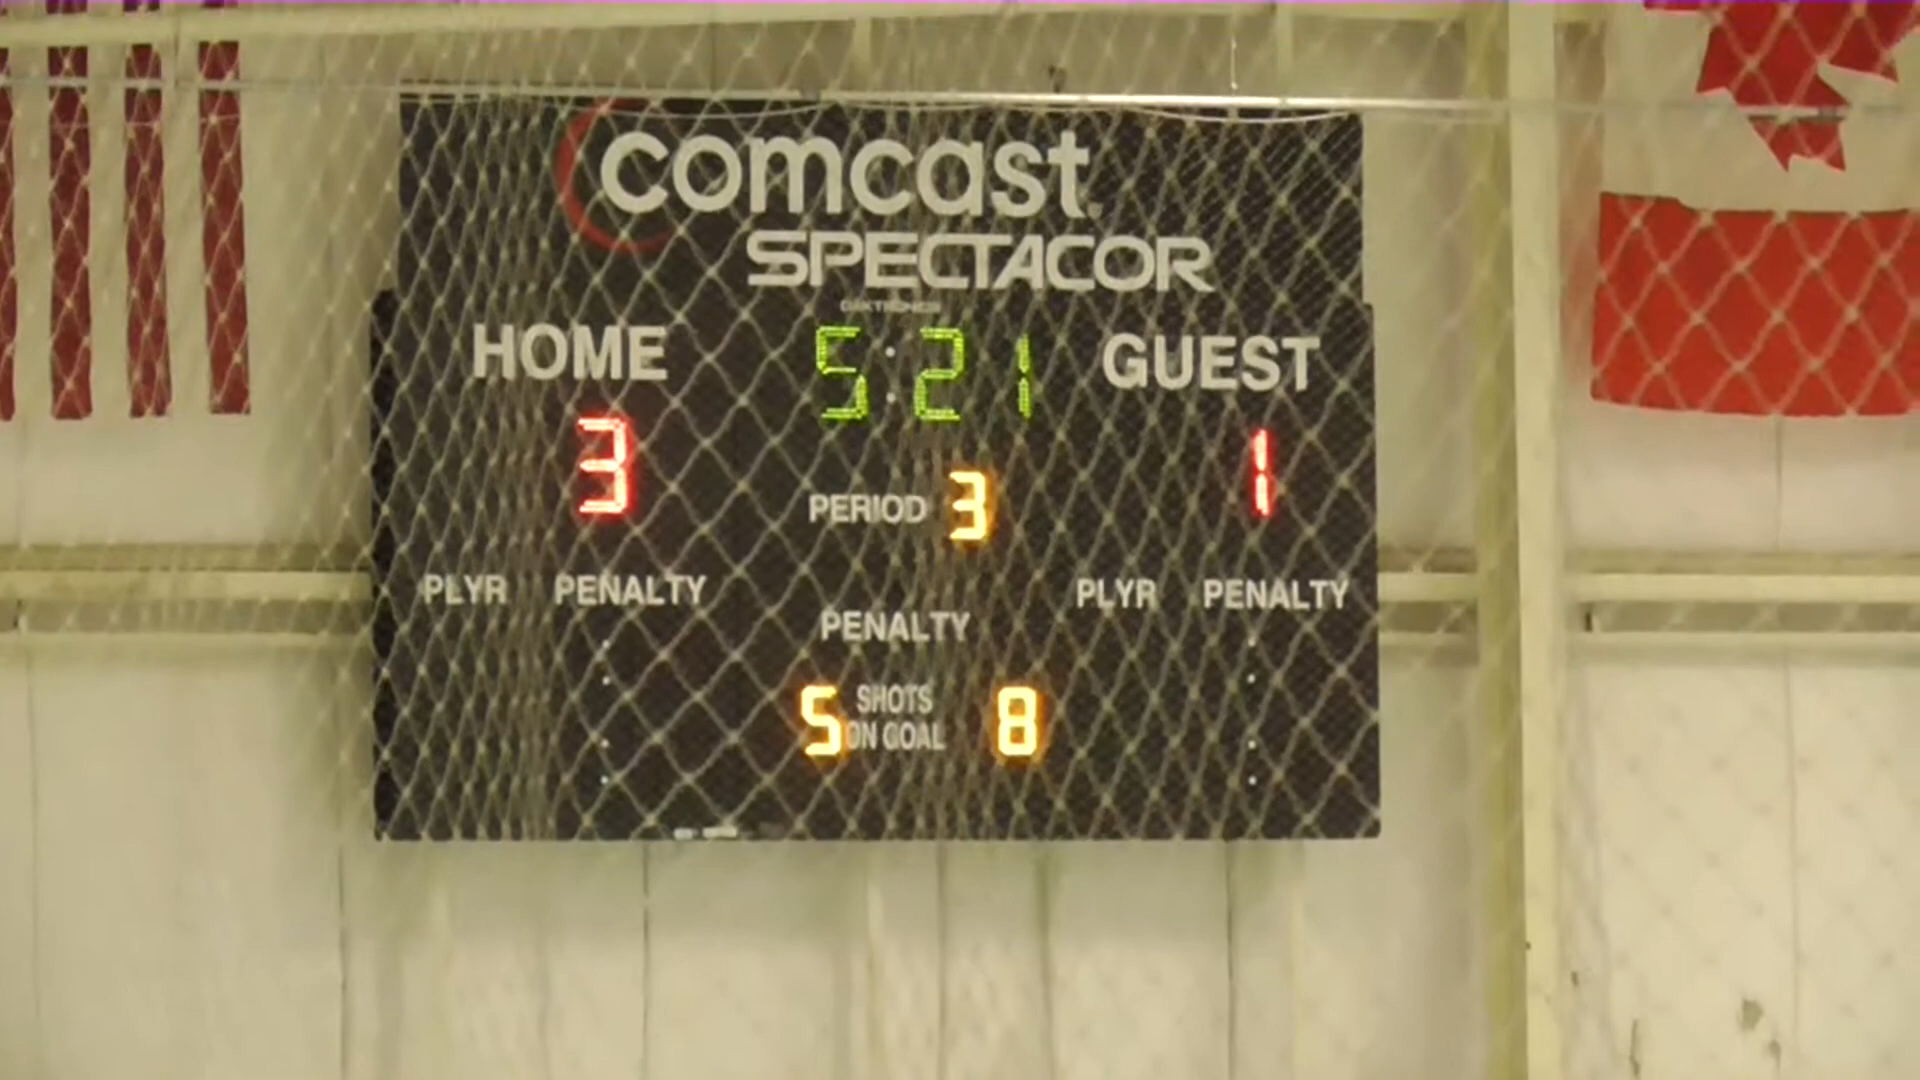 comcast
SPECTACOR
DAKTRONICS
HOME 5:21 GUEST
3 1
PERIOD 3
PLYR PENALTY PLYR PENALTY
PENALTY
5 SHOTS ON GOAL 8